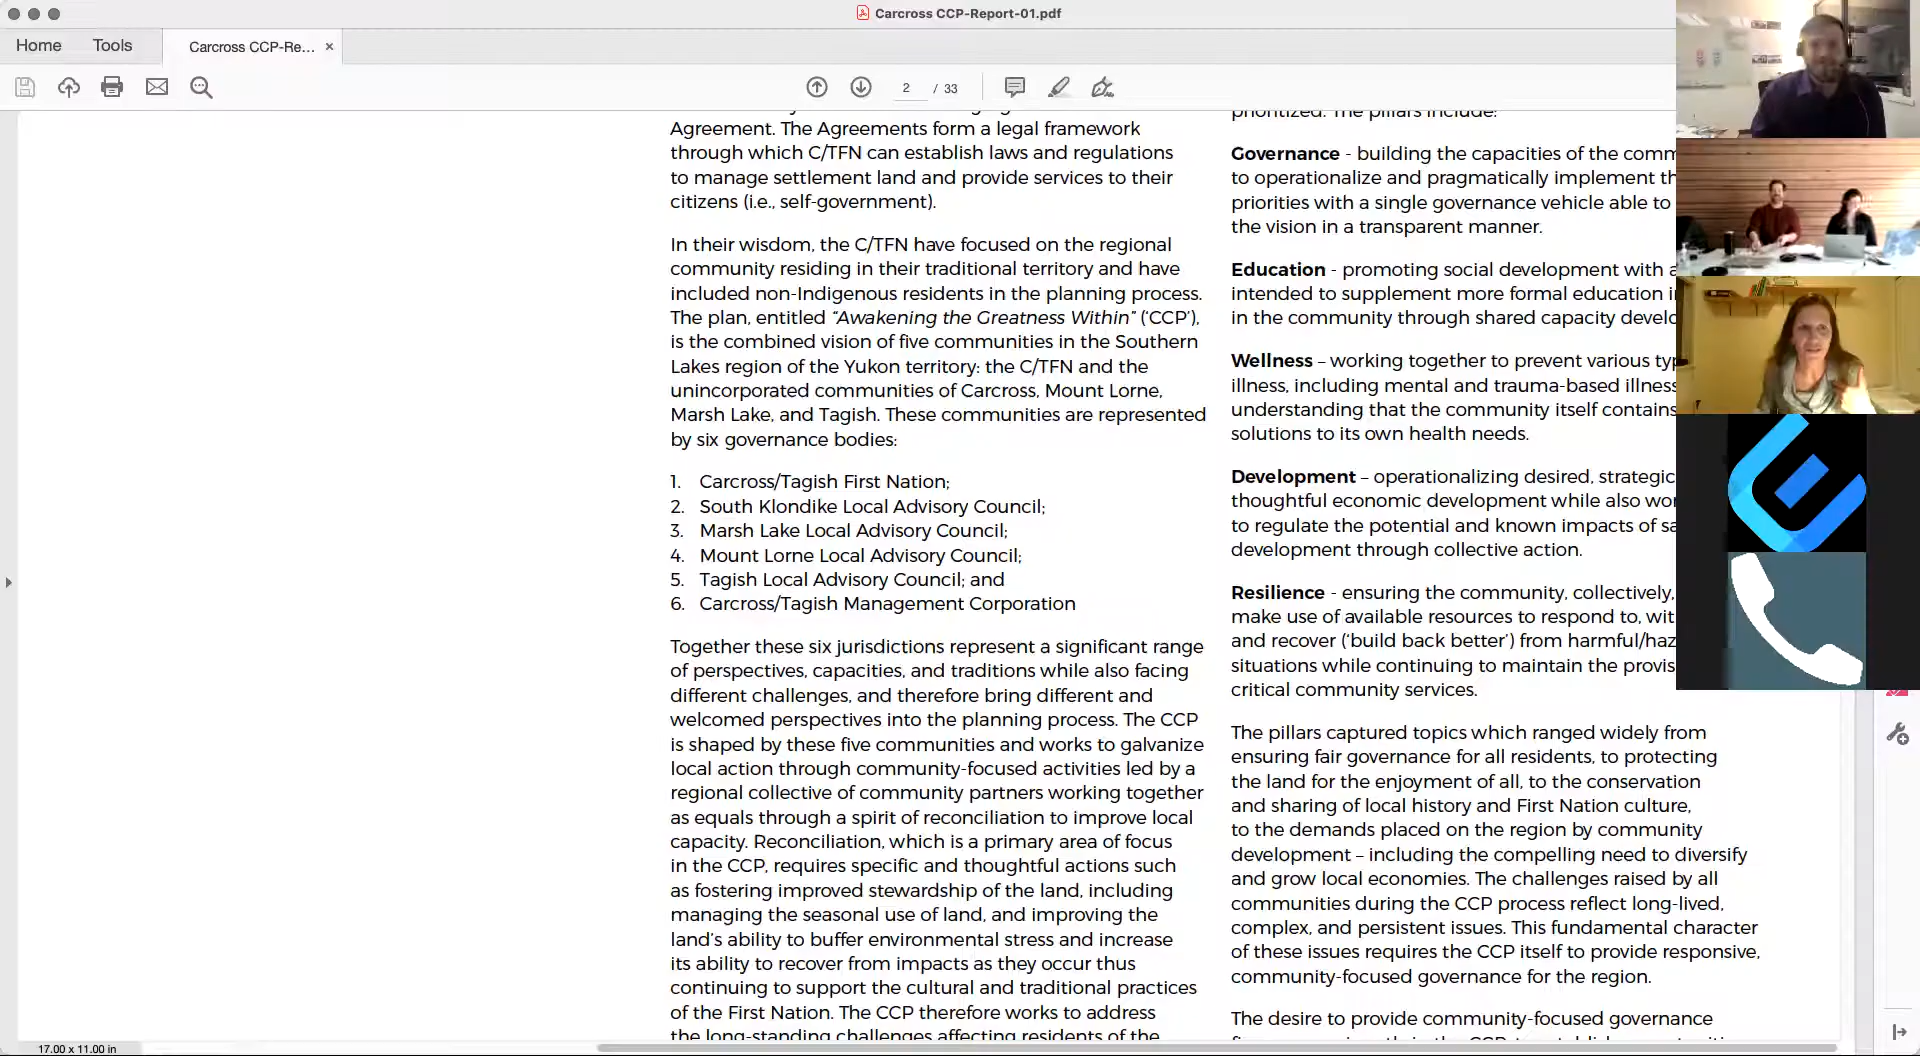 Carcross CCP-Report-01.pdf
Home
Tools
Carcross CCP-Re... ×
2 / 33
Agreement. The Agreements form a legal framework
through which C/TFN can establish laws and regulations
to manage settlement land and provide services to their
citizens (i.e., self-government).
In their wisdom, the C/TFN have focused on the regional
community residing in their traditional territory and have
included non-Indigenous residents in the planning process.
The plan, entitled “Awakening the Greatness Within” (‘CCP’),
is the combined vision of five communities in the Southern
Lakes region of the Yukon territory: the C/TFN and the
unincorporated communities of Carcross, Mount Lorne,
Marsh Lake, and Tagish. These communities are represented
by six governance bodies:
1. Carcross/Tagish First Nation;
2. South Klondike Local Advisory Council;
3. Marsh Lake Local Advisory Council;
4. Mount Lorne Local Advisory Council;
5. Tagish Local Advisory Council; and
6. Carcross/Tagish Management Corporation
Together these six jurisdictions represent a significant range
of perspectives, capacities, and traditions while also facing
different challenges, and therefore bring different and
welcomed perspectives into the planning process. The CCP
is shaped by these five communities and works to galvanize
local action through community-focused activities led by a
regional collective of community partners working together
as equals through a spirit of reconciliation to improve local
capacity. Reconciliation, which is a primary area of focus
in the CCP, requires specific and thoughtful actions such
as fostering improved stewardship of the land, including
managing the seasonal use of land, and improving the
land’s ability to buffer environmental stress and increase
its ability to recover from impacts as they occur thus
continuing to support the cultural and traditional practices
of the First Nation. The CCP therefore works to address
the long-standing challenges affecting residents of the
prioritized. The pillars include:
Governance - building the capacities of the comm
to operationalize and pragmatically implement th
priorities with a single governance vehicle able to
the vision in a transparent manner.
Education - promoting social development with a
intended to supplement more formal education i
in the community through shared capacity develo
Wellness – working together to prevent various typ
illness, including mental and trauma-based illness
understanding that the community itself contains
solutions to its own health needs.
Development – operationalizing desired, strategic
thoughtful economic development while also wor
to regulate the potential and known impacts of sa
development through collective action.
Resilience - ensuring the community, collectively,
make use of available resources to respond to, wit
and recover (‘build back better’) from harmful/haz
situations while continuing to maintain the provis
critical community services.
The pillars captured topics which ranged widely from
ensuring fair governance for all residents, to protecting
the land for the enjoyment of all, to the conservation
and sharing of local history and First Nation culture,
to the demands placed on the region by community
development – including the compelling need to diversify
and grow local economies. The challenges raised by all
communities during the CCP process reflect long-lived,
complex, and persistent issues. This fundamental character
of these issues requires the CCP itself to provide responsive,
community-focused governance for the region.
The desire to provide community-focused governance
17.00 x 11.00 in